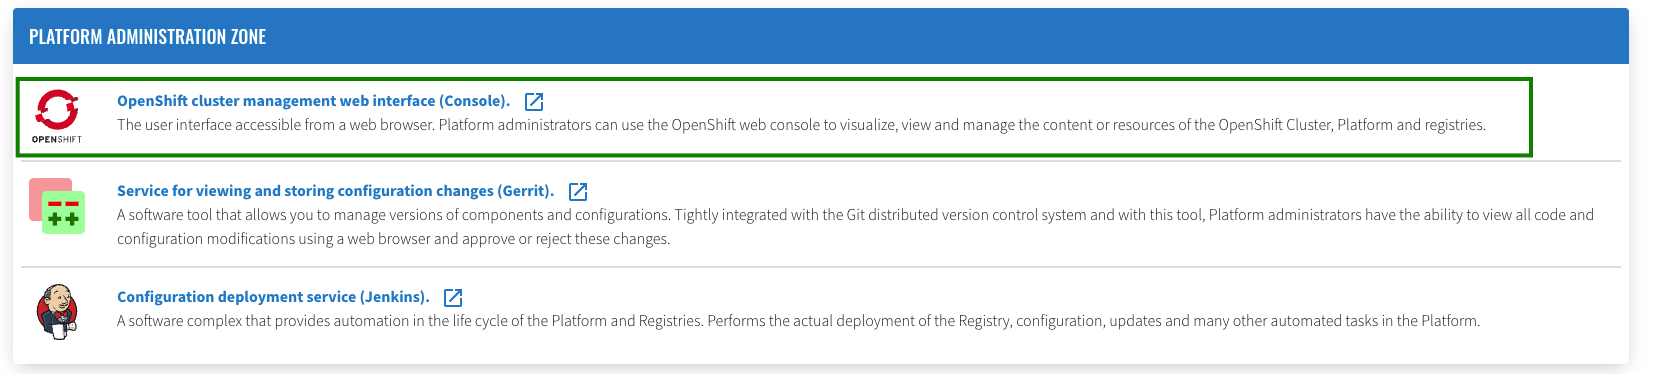 PLATFORM ADMINISTRATION ZONE
OpenShift cluster management web interface (Console).
The user interface accessible from a web browser. Platform administrators can use the OpenShift web console to visualize, view and manage the content or resources of the OpenShift Cluster, Platform and registries.
OPENSHIFT
Service for viewing and storing configuration changes (Gerrit).
A software tool that allows you to manage versions of components and configurations. Tightly integrated with the Git distributed version control system and with this tool, Platform administrators have the ability to view all code and
configuration modifications using a web browser and approve or reject these changes.
Configuration deployment service (Jenkins).
A software complex that provides automation in the life cycle of the Platform and Registries. Performs the actual deployment of the Registry, configuration, updates and many other automated tasks in the Platform.